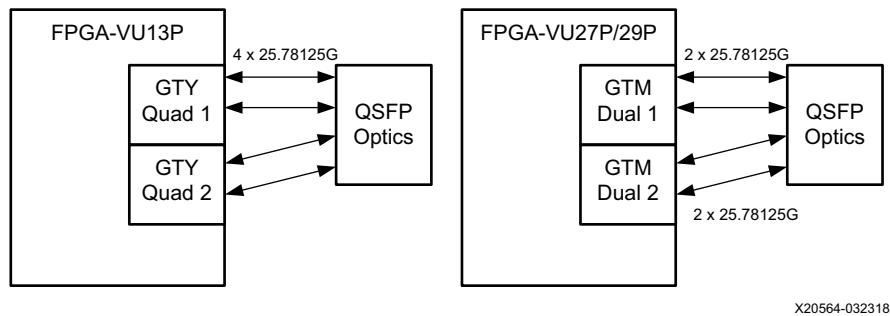 FPGA-VU13P
4 x 25.78125G
GTY
Quad 1
GTY
Quad 2
QSFP
Optics
FPGA-VU27P/29P
2 x 25.78125G
GTM
Dual 1
GTM
Dual 2
QSFP
Optics
2 x 25.78125G
X20564-032318